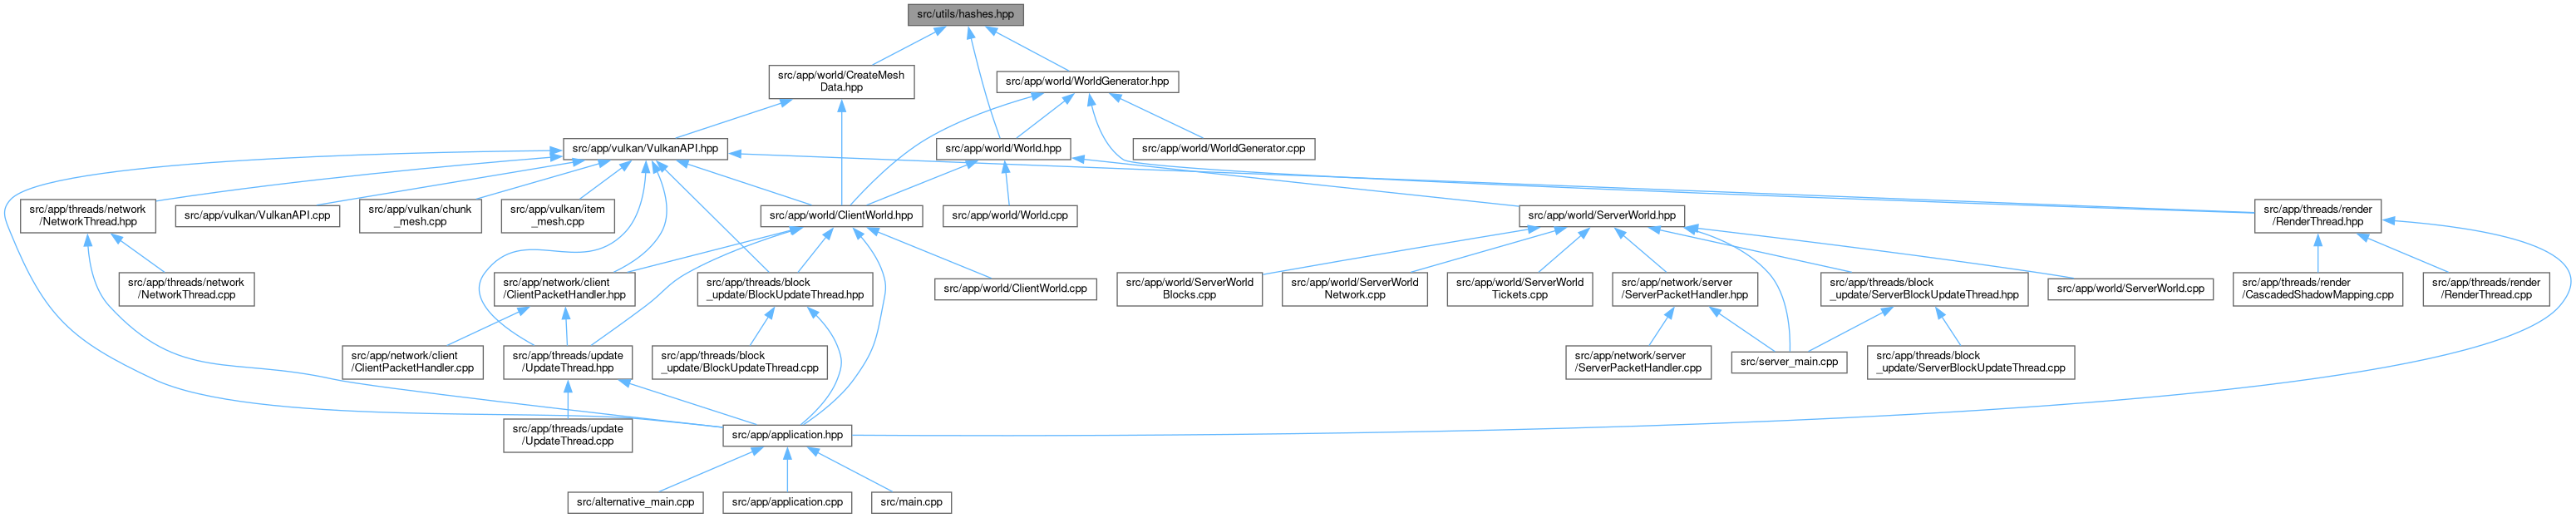 src/utils/hashes.hpp
src/app/world/CreateMesh
Data.hpp
src/app/world/WorldGenerator.hpp
src/app/vulkan/VulkanAPI.hpp
src/app/world/World.hpp
src/app/world/WorldGenerator.cpp
src/app/threads/network
/NetworkThread.hpp
src/app/vulkan/VulkanAPI.cpp
src/app/vulkan/chunk
_mesh.cpp
src/app/vulkan/item
_mesh.cpp
src/app/world/ClientWorld.hpp
src/app/world/World.cpp
src/app/world/ServerWorld.hpp
src/app/threads/render
/RenderThread.hpp
src/app/threads/network
/NetworkThread.cpp
src/app/network/client
/ClientPacketHandler.hpp
src/app/threads/block
_update/BlockUpdateThread.hpp
src/app/world/ClientWorld.cpp
src/app/world/ServerWorld
Blocks.cpp
src/app/world/ServerWorld
Network.cpp
src/app/world/ServerWorld
Tickets.cpp
src/app/network/server
/ServerPacketHandler.hpp
src/app/threads/block
_update/ServerBlockUpdateThread.hpp
src/app/world/ServerWorld.cpp
src/app/threads/render
/CascadedShadowMapping.cpp
src/app/threads/render
/RenderThread.cpp
src/app/network/client
/ClientPacketHandler.cpp
src/app/threads/update
/UpdateThread.hpp
src/app/threads/block
_update/BlockUpdateThread.cpp
src/app/network/server
/ServerPacketHandler.cpp
src/server_main.cpp
src/app/threads/block
_update/ServerBlockUpdateThread.cpp
src/app/threads/update
/UpdateThread.cpp
src/app/application.hpp
src/alternative_main.cpp
src/app/application.cpp
src/main.cpp